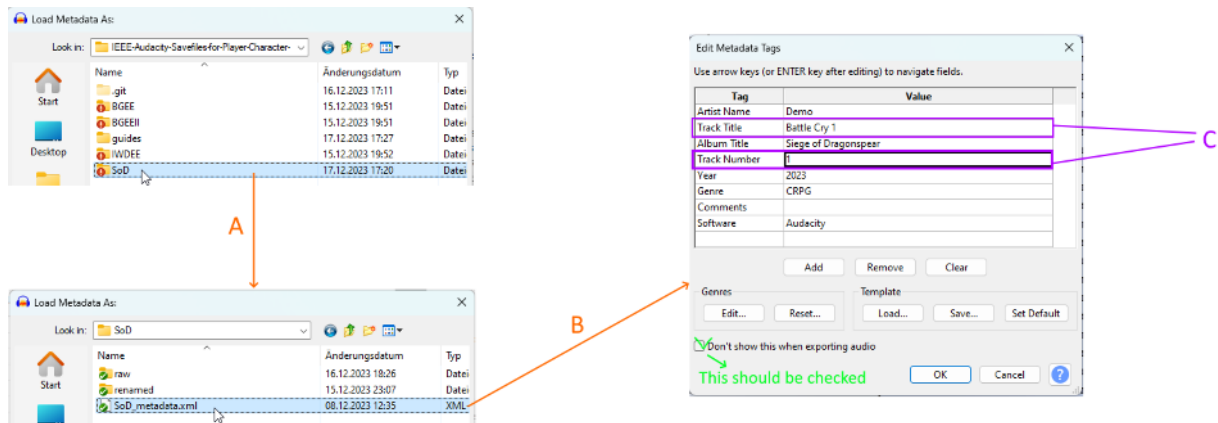 Load Metadata As:
Look in: IEEE-Audacity-Savefiles-for-Player-Character-
Name Änderungsdatum Typ
Start
.git 16.12.2023 17:11 Datei
BGEE 15.12.2023 19:51 Datei
BGEEII 15.12.2023 19:51 Datei
guides 17.12.2023 17:27 Datei
Desktop
IWDEE 15.12.2023 19:52 Datei
SoD 17.12.2023 17:20 Datei
A
Load Metadata As:
Look in: SoD
Name Änderungsdatum Typ
Start
raw 16.12.2023 18:26 Datei
renamed 15.12.2023 23:07 Datei
SoD_metadata.xml 08.12.2023 12:35 XML
B
Edit Metadata Tags
Use arrow keys (or ENTER key after editing) to navigate fields.
Tag Value
Artist Name Demo
Track Title Battle Cry 1
Album Title Siege of Dragonspear
Track Number 1
Year 2023
Genre CRPG
Comments
Software Audacity
C
Add Remove Clear
Genres Template
Edit... Reset... Load... Save... Set Default
Don't show this when exporting audio
This should be checked
OK Cancel ?